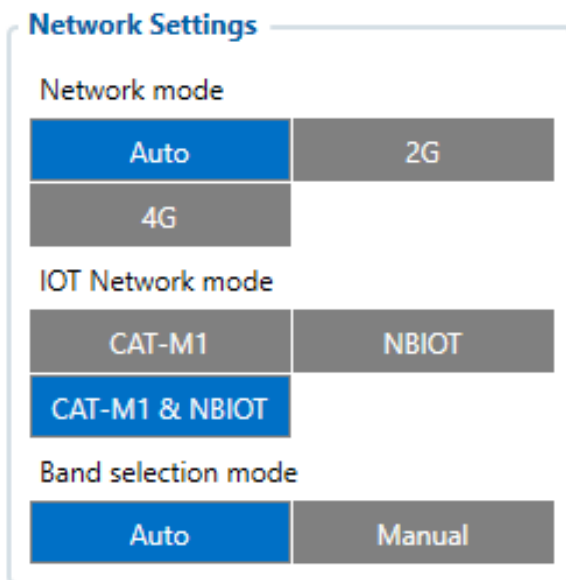 Network Settings
Network mode
Auto 2G
4G
IOT Network mode
CAT-M1 NBIOT
CAT-M1 & NBIOT
Band selection mode
Auto Manual